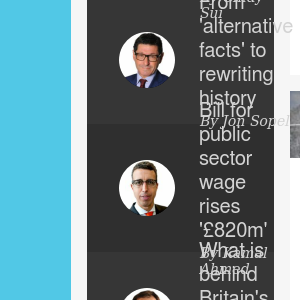 From
Sui
'alternative
facts' to
rewriting
history
By Jon Sopel
Bill for
public
sector
wage
rises
'£820m'
By Kamal
Ahmed
What is
behind
Britain's